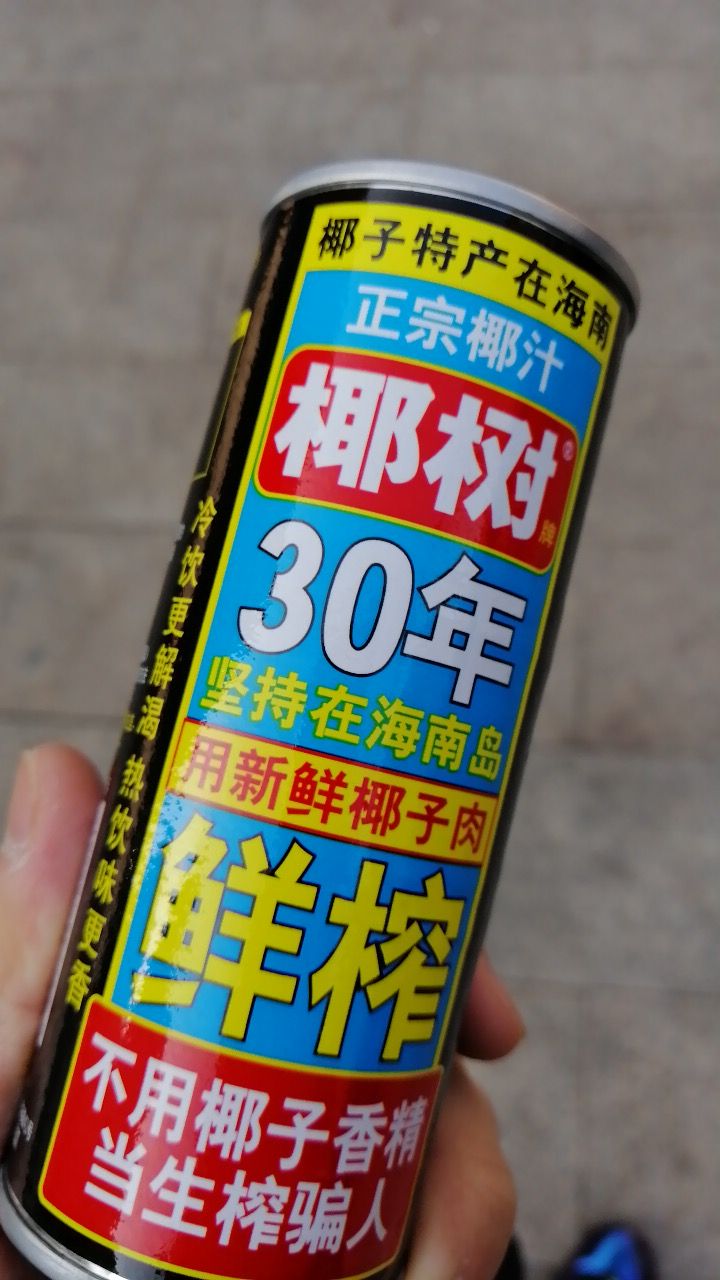 椰子特产在海南
正宗椰汁
椰树®
牌
30年
坚持在海南岛
用新鲜椰子肉
鲜榨
不用椰子香精
当生榨骗人
冷饮更解渴 热饮味更香